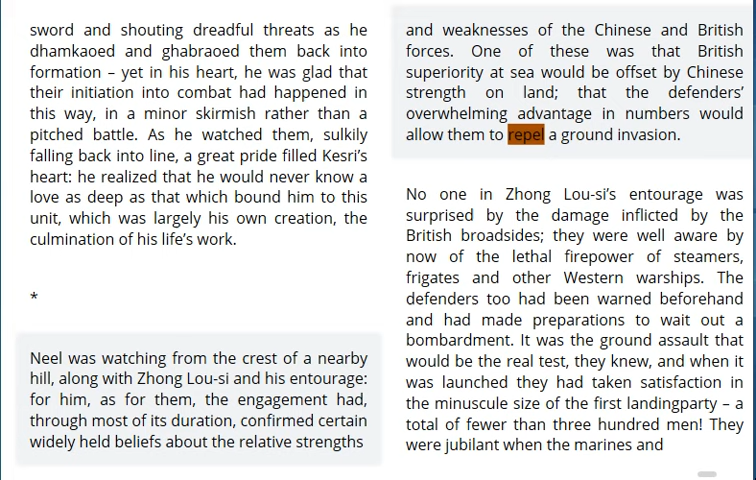 sword and shouting dreadful threats as he
dhamkaoed and ghabraoed them back into
formation – yet in his heart, he was glad that
their initiation into combat had happened in
this way, in a minor skirmish rather than a
pitched battle. As he watched them, sulkily
falling back into line, a great pride filled Kesri’s
heart: he realized that he would never know a
love as deep as that which bound him to this
unit, which was largely his own creation, the
culmination of his life’s work.
*
Neel was watching from the crest of a nearby
hill, along with Zhong Lou-si and his entourage:
for him, as for them, the engagement had,
through most of its duration, confirmed certain
widely held beliefs about the relative strengths
and weaknesses of the Chinese and British
forces. One of these was that British
superiority at sea would be offset by Chinese
strength on land; that the defenders’
overwhelming advantage in numbers would
allow them to repel a ground invasion.
No one in Zhong Lou-si’s entourage was
surprised by the damage inflicted by the
British broadsides; they were well aware by
now of the lethal firepower of steamers,
frigates and other Western warships. The
defenders too had been warned beforehand
and had made preparations to wait out a
bombardment. It was the ground assault that
would be the real test, they knew, and when it
was launched they had taken satisfaction in
the minuscule size of the first landingparty – a
total of fewer than three hundred men! They
were jubilant when the marines and